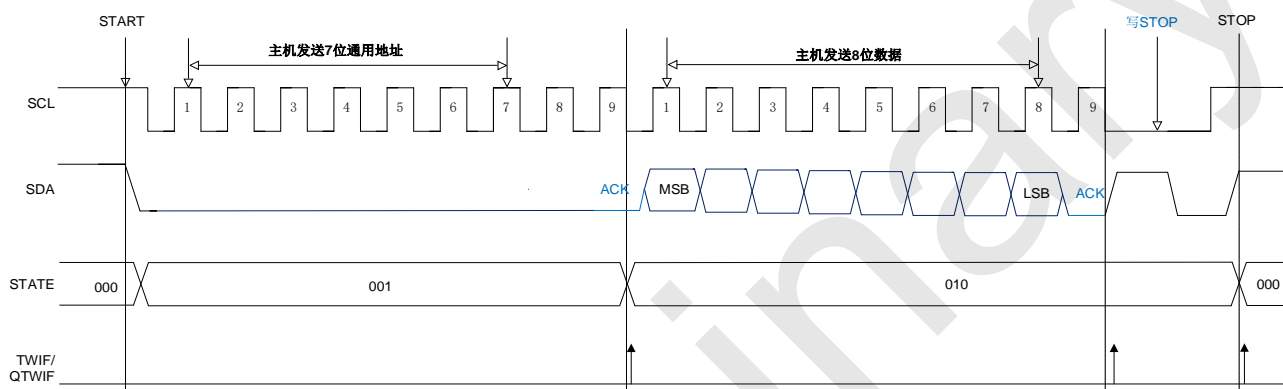 START
写STOP
STOP
主机发送7位通用地址
主机发送8位数据
SCL
1 2 3 4 5 6 7 8 9 1 2 3 4 5 6 7 8 9
SDA
ACK MSB LSB ACK
STATE
000 001 010 000
TWIF/
QTWIF